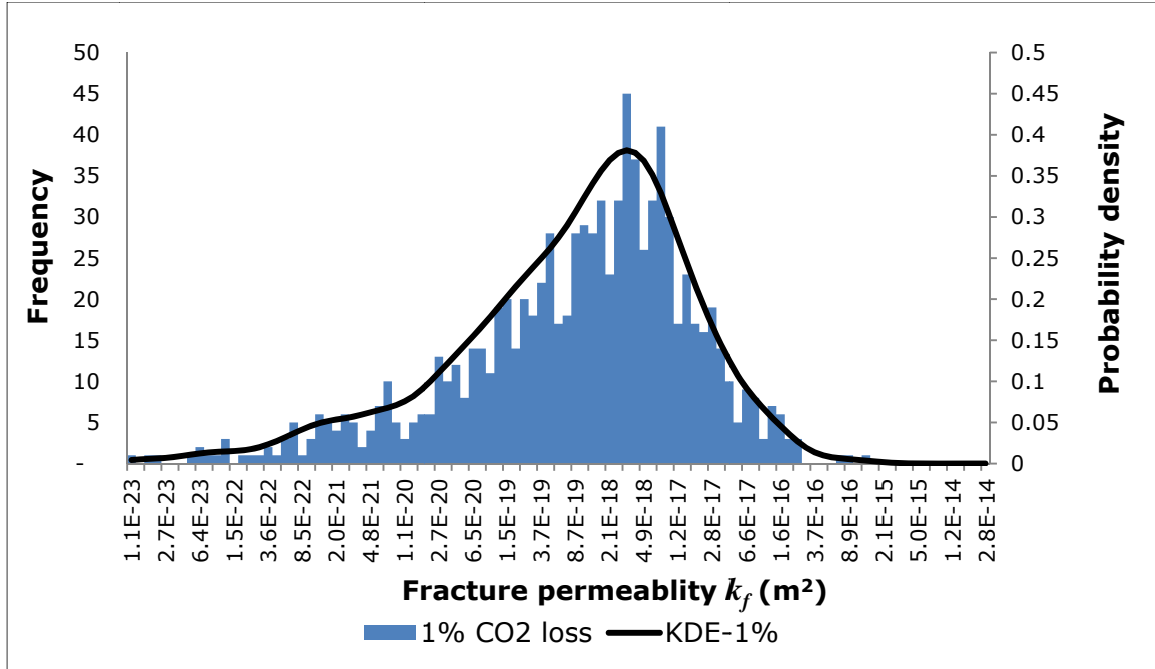 Frequency
50
45
40
35
30
25
20
15
10
5
-
0.5
0.45
0.4
0.35
0.3
0.25
0.2
0.15
0.1
0.05
0
Probability density
1.1E-23
2.7E-23
6.4E-23
1.5E-22
3.6E-22
8.5E-22
2.0E-21
4.8E-21
1.1E-20
2.7E-20
6.5E-20
1.5E-19
3.7E-19
8.7E-19
2.1E-18
4.9E-18
1.2E-17
2.8E-17
6.6E-17
1.6E-16
3.7E-16
8.9E-16
2.1E-15
5.0E-15
1.2E-14
2.8E-14
Fracture permeablity k_f (m²)
1% CO2 loss KDE-1%